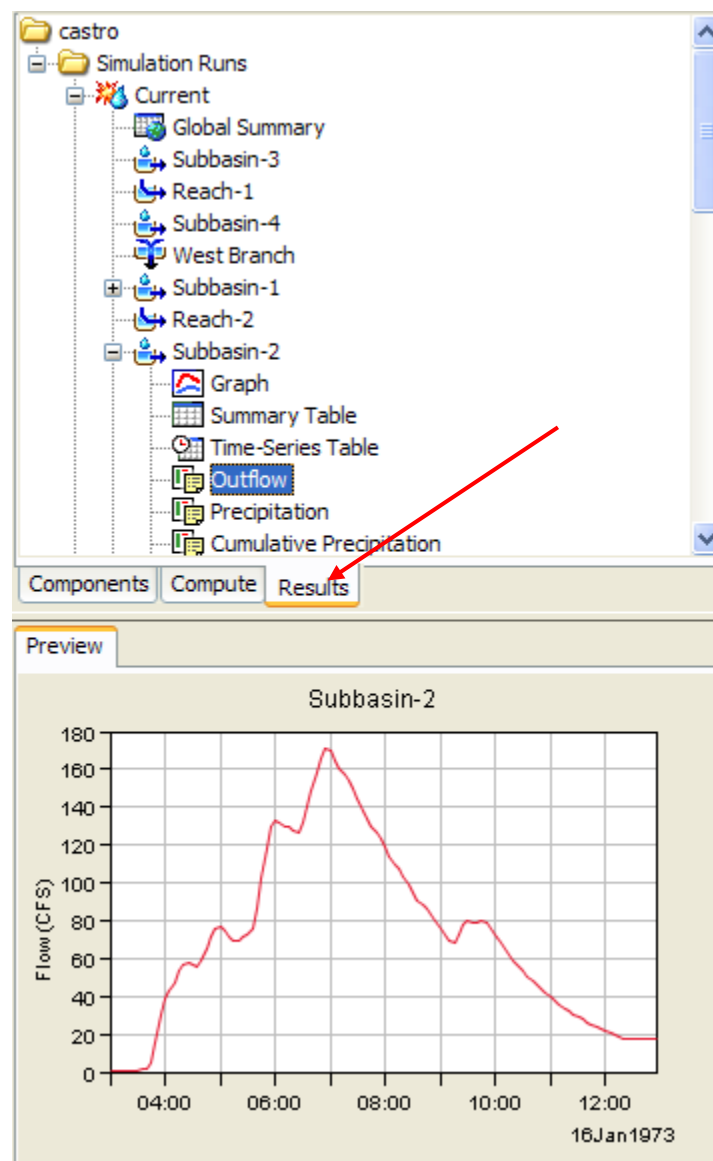 castro
Simulation Runs
Current
Global Summary
Subbasin-3
Reach-1
Subbasin-4
West Branch
Subbasin-1
Reach-2
Subbasin-2
Graph
Summary Table
Time-Series Table
Outflow
Precipitation
Cumulative Precipitation
Components Compute Results
Preview
Subbasin-2
180
160
140
120
100
80
60
40
20
0
Flow (CFS)
04:00 06:00 08:00 10:00 12:00
16Jan1973